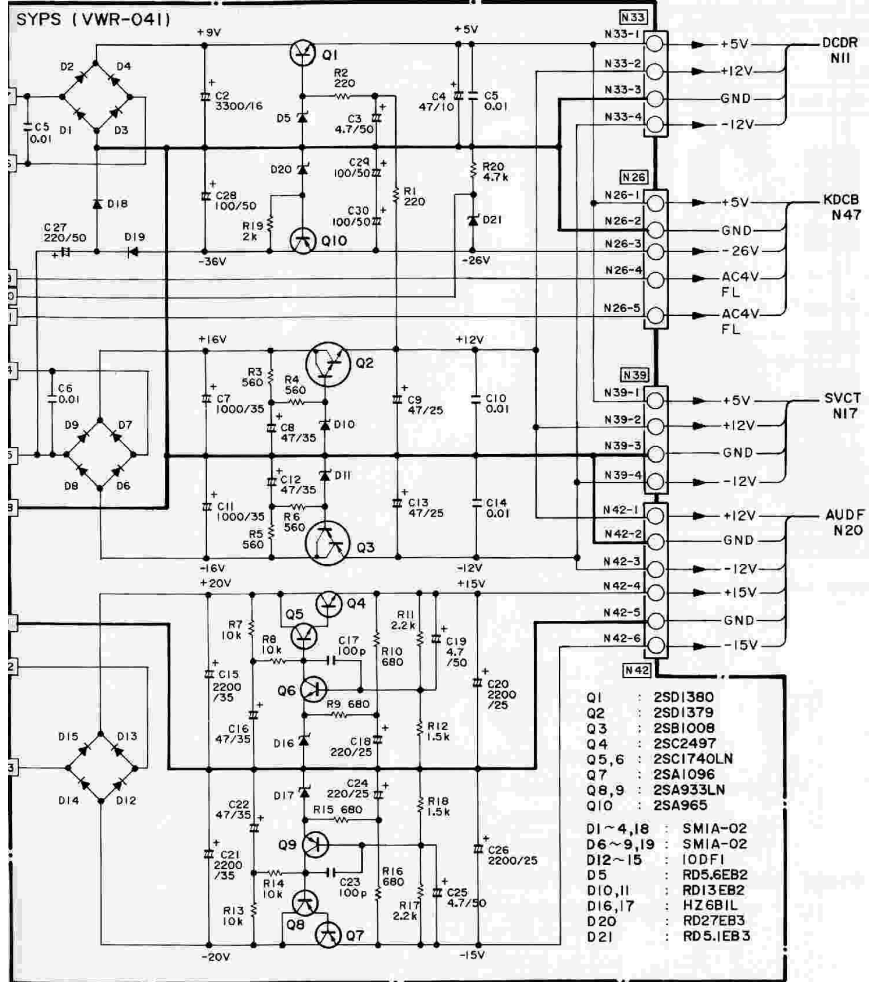 SYPS (VWR-041)
N33
N33-1
+5V
DCDR
N11
N33-2
+12V
N33-3
GND
N33-4
-12V
N26
N26-1
+5V
KDCB
N47
N26-2
GND
N26-3
-26V
N26-4
AC4V
FL
N26-5
AC4V
FL
N39
N39-1
+5V
SVCT
N17
N39-2
+12V
N39-3
GND
N39-4
-12V
N42-1
+12V
AUDF
N20
N42-2
GND
N42-3
-12V
N42-4
+15V
N42-5
GND
N42-6
-15V
N42
+9V
Q1
+5V
D2
D4
R2
220
C2
3300/16
C4
47/10
C5
0.01
C5
0.01
D1
D3
D5
C3
4.7/50
D20
C29
100/50
R20
4.7k
D18
C28
100/50
R1
220
C30
100/50
D21
C27
220/50
D19
R19
2k
Q10
-36V
-26V
+16V
+12V
Q2
R3
560
R4
560
C6
0.01
C7
1000/35
C9
47/25
C10
0.01
D9
D7
C8
47/35
D10
D8
D6
C12
47/35
D11
C11
1000/35
R6
560
C13
47/25
C14
0.01
R5
560
Q3
-16V
-12V
+20V
+15V
Q4
R7
10k
Q5
R11
2.2k
R8
10k
C17
100p
R10
680
C19
4.7
/50
C15
2200
/35
Q6
C20
2200
/25
R9 680
C16
47/35
D16
C18
220/25
R12
1.5k
D15
D13
D14
D12
D17
C24
220/25
R18
1.5k
C22
47/35
R15 680
Q9
C26
2200/25
C21
2200
/35
R14
10k
C23
100p
R16
680
C25
4.7/50
R13
10k
R17
2.2k
Q8
Q7
-20V
-15V
Q1 : 2SD1380
Q2 : 2SD1379
Q3 : 2SB1008
Q4 : 2SC2497
Q5,6 : 2SC1740LN
Q7 : 2SA1096
Q8,9 : 2SA933LN
Q10 : 2SA965
D1~4,18 : SM1A-02
D6~9,19 : SM1A-02
D12~15 : 10DF1
D5 : RD5.6EB2
D10,11 : RD13EB2
D16,17 : HZ6B1L
D20 : RD27EB3
D21 : RD5.1EB3